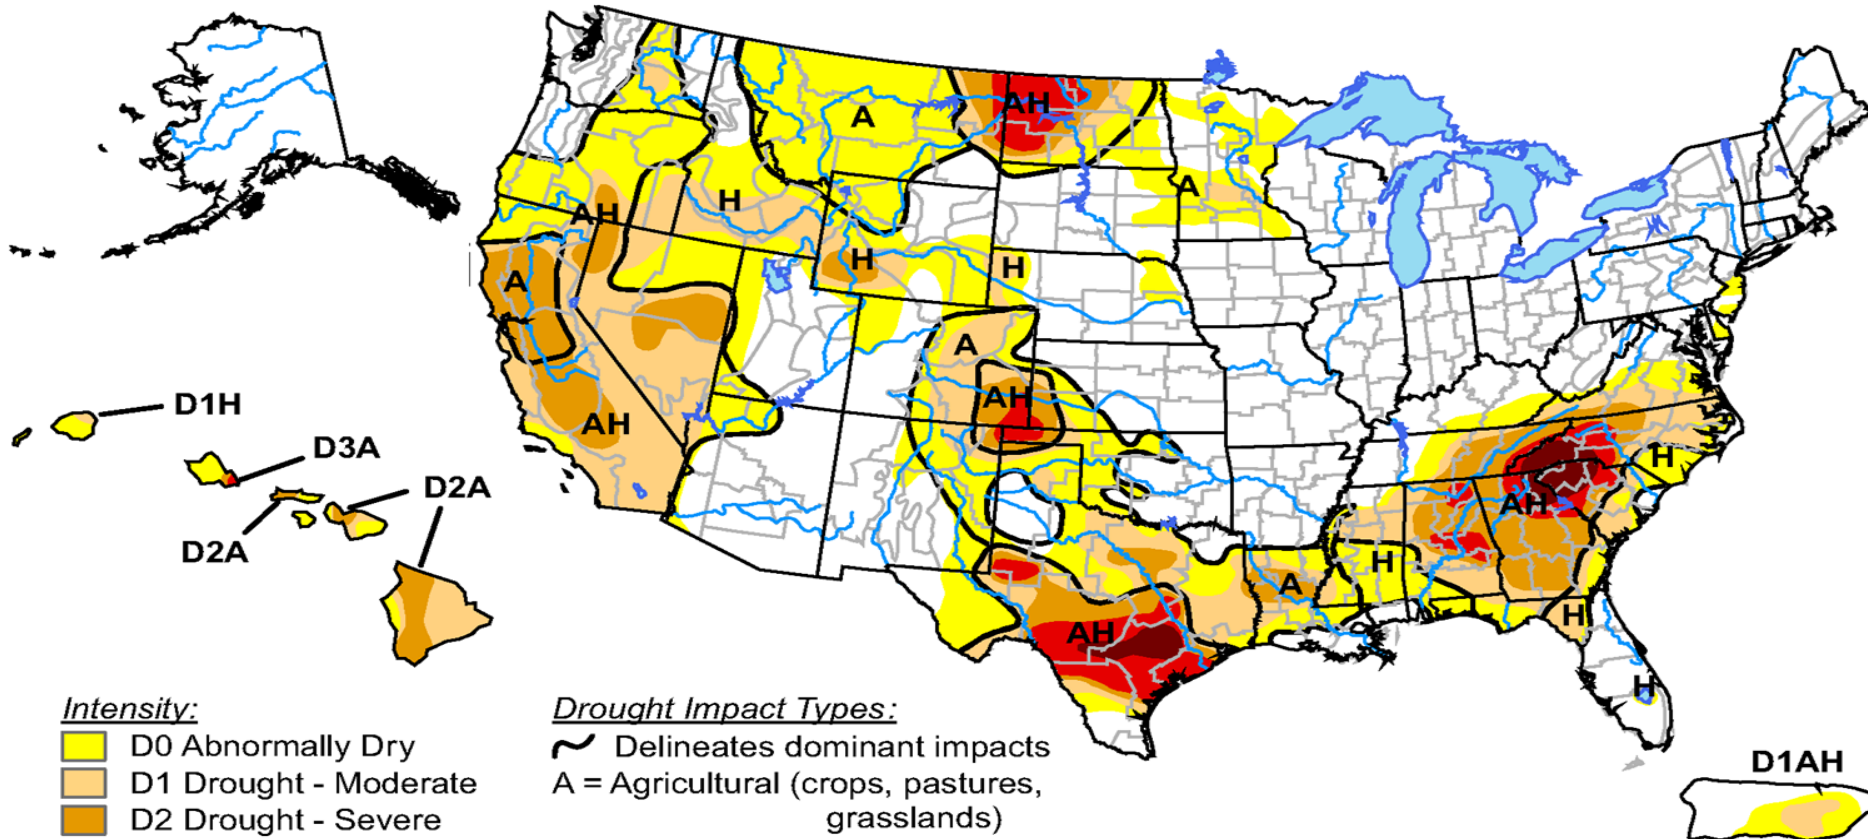 AH
A
A
H
AH
H
H
A
A
D1H
AH
AH
D3A
H
D2A
AH
D2A
H
A
H
AH
H
D1AH
Intensity:
D0 Abnormally Dry
D1 Drought - Moderate
D2 Drought - Severe
Drought Impact Types:
Delineates dominant impacts
A = Agricultural (crops, pastures,
grasslands)